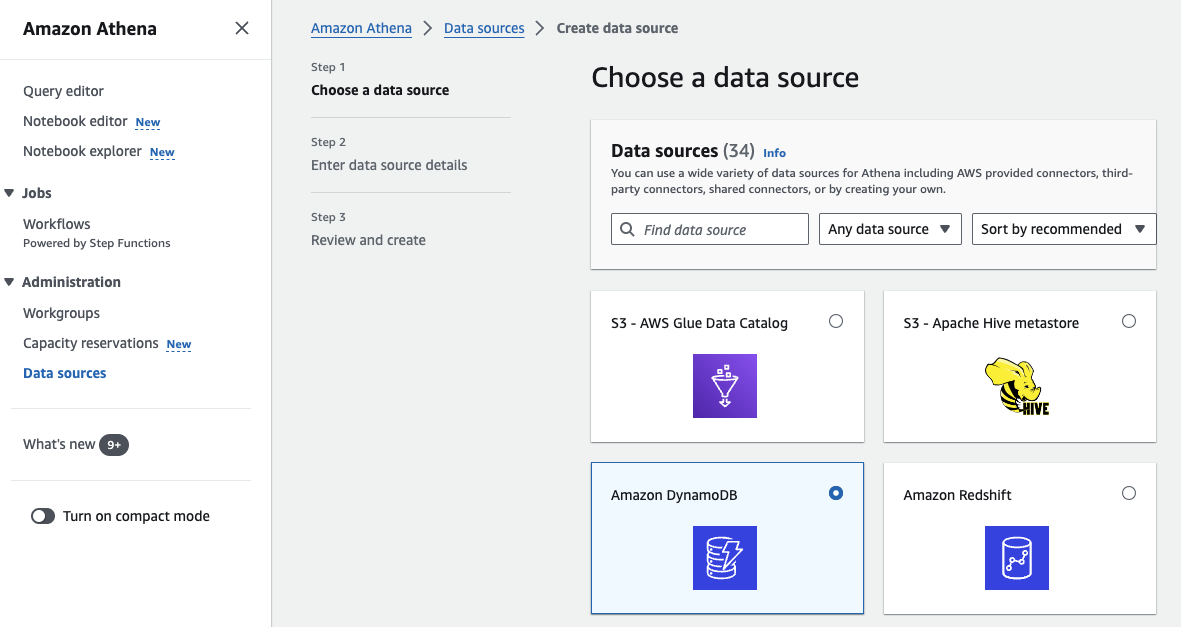 Amazon Athena
Query editor
Notebook editor New
Notebook explorer New
Jobs
Workflows
Powered by Step Functions
Administration
Workgroups
Capacity reservations New
Data sources
What's new 9+
Turn on compact mode
Amazon Athena > Data sources > Create data source
Step 1
Choose a data source
Step 2
Enter data source details
Step 3
Review and create
Choose a data source
Data sources (34) Info
You can use a wide variety of data sources for Athena including AWS provided connectors, third-
party connectors, shared connectors, or by creating your own.
Find data source Any data source Sort by recommended
S3 - AWS Glue Data Catalog
S3 - Apache Hive metastore
HIVE
Amazon DynamoDB
Amazon Redshift